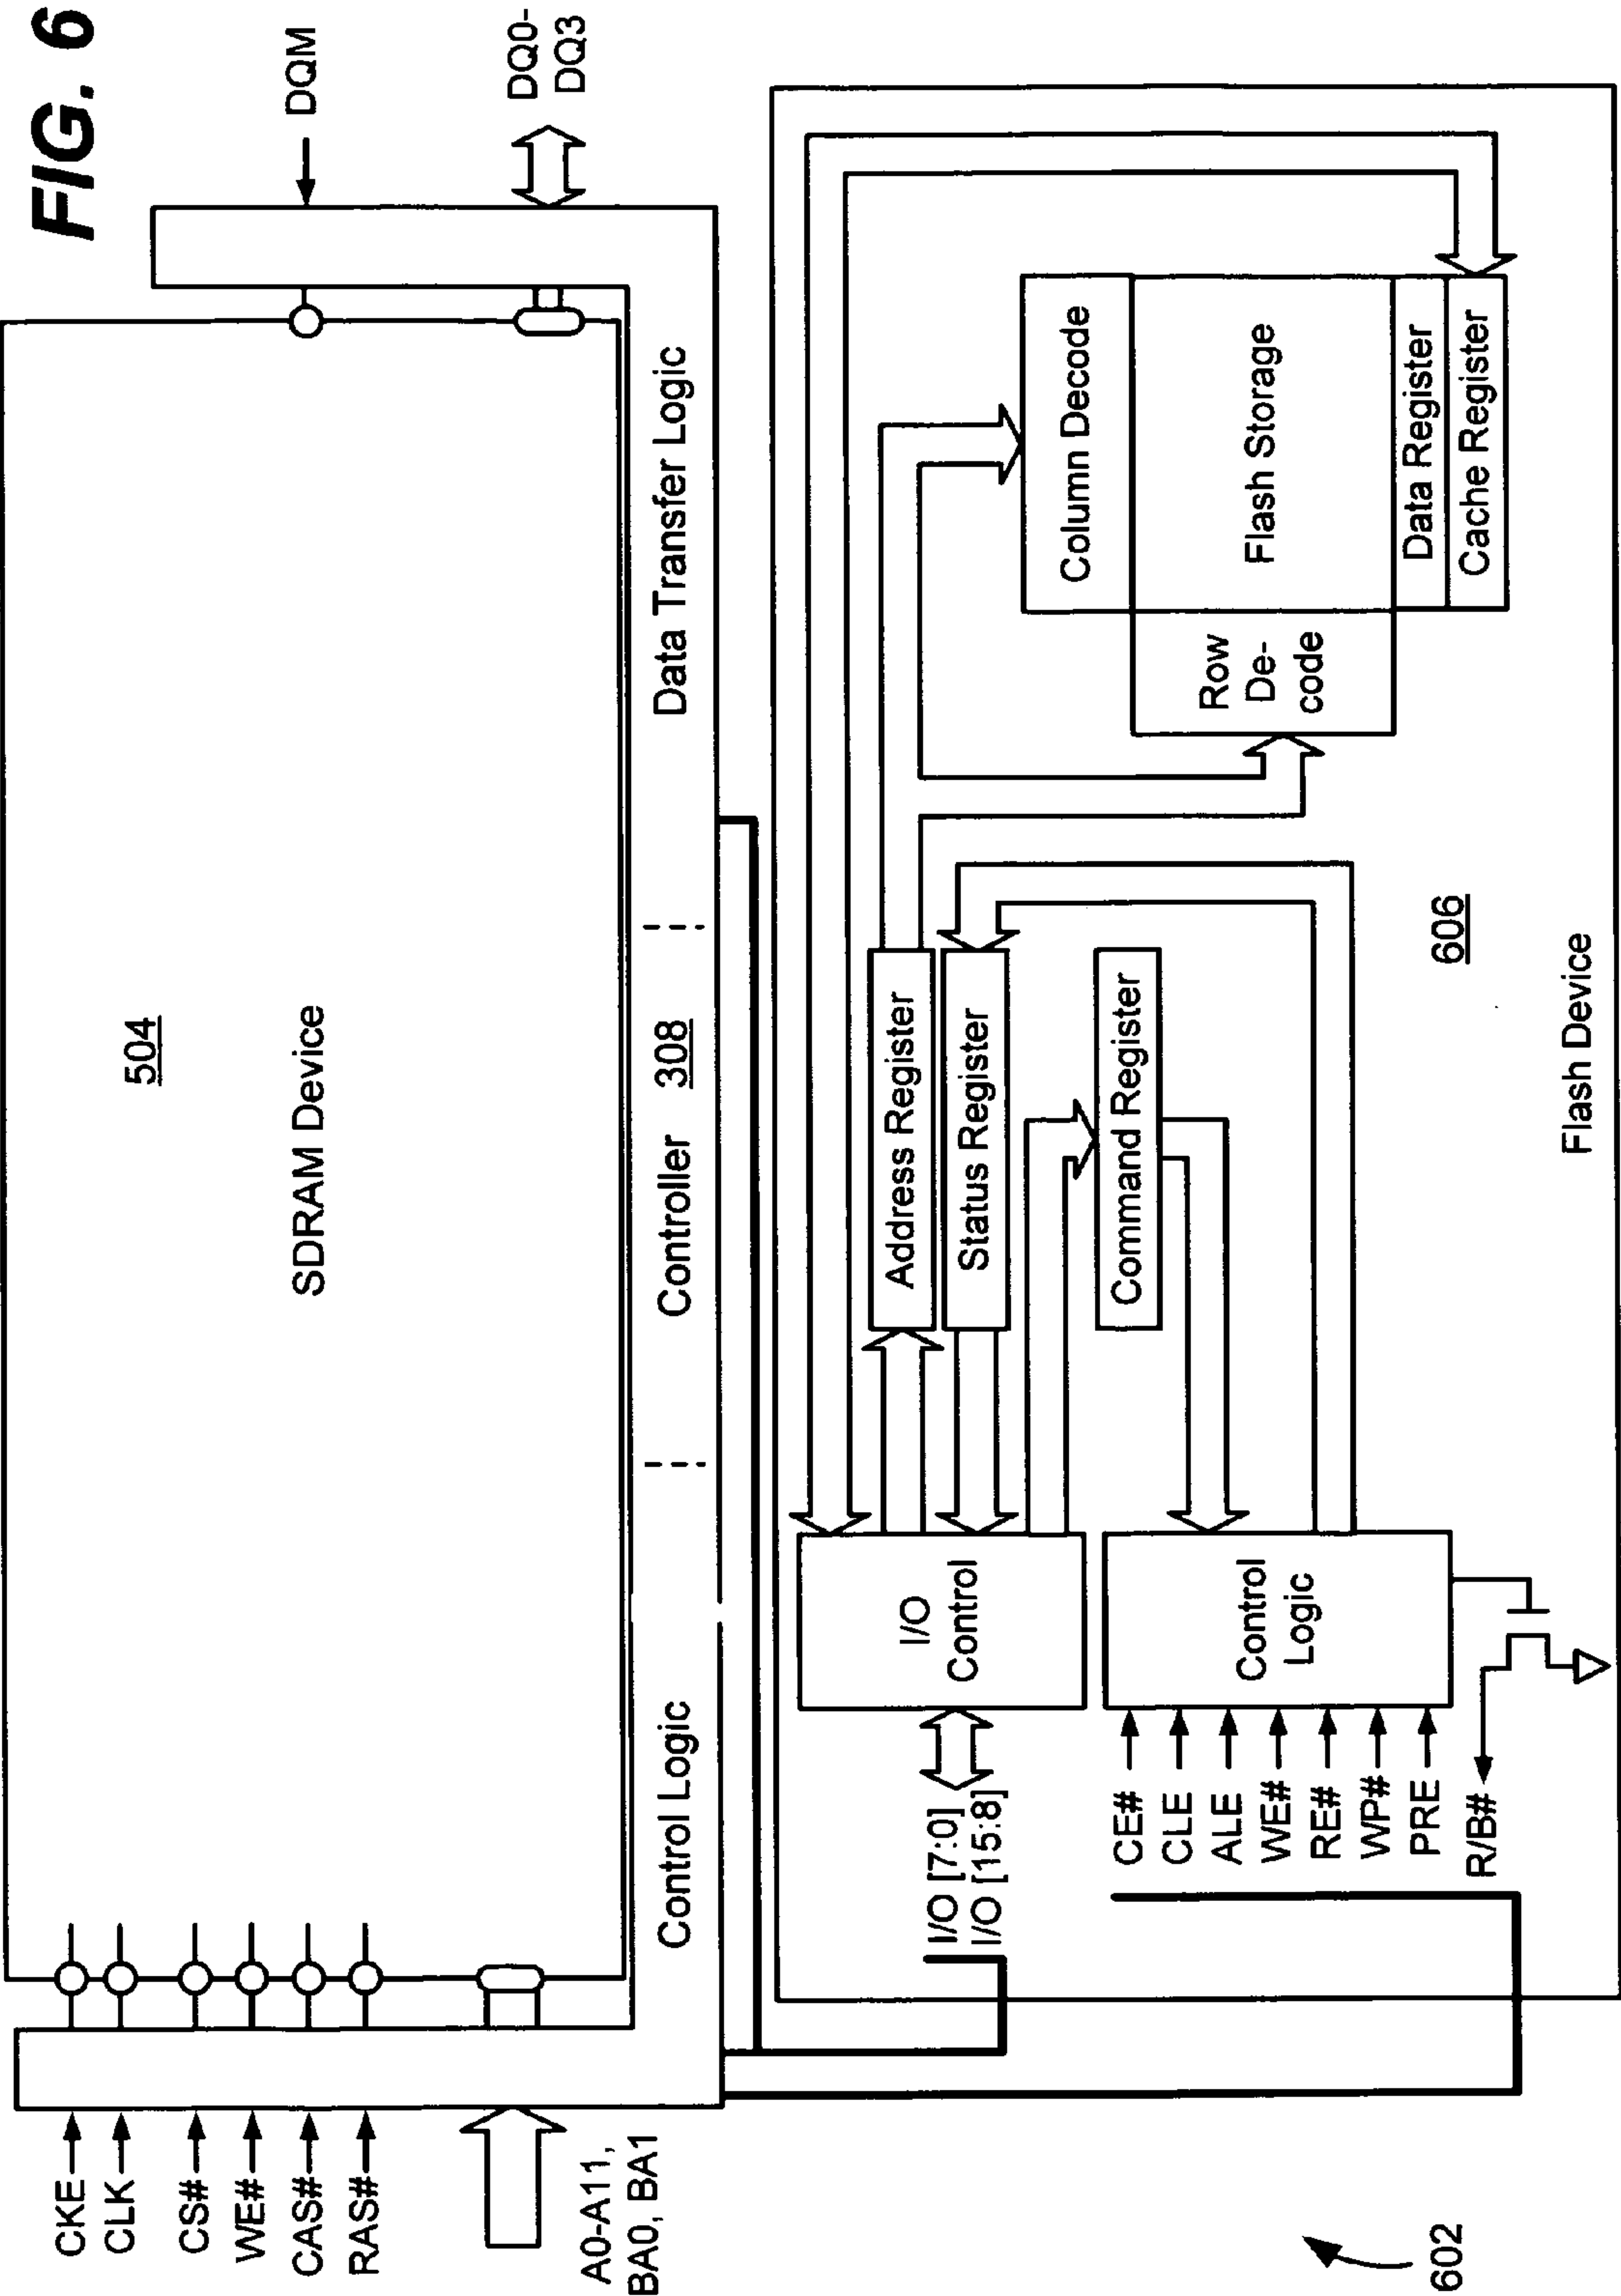 FIG. 6
CKE
CLK
CS#
WE#
CAS#
RAS#
A0-A11,
BA0, BA1
504
SDRAM Device
DQM
DQ0-
DQ3
Control Logic
Controller
308
Data Transfer Logic
I/O [7:0]
I/O [15:8]
I/O
Control
Address Register
Status Register
Command Register
Column Decode
Row
De-
code
Flash Storage
Data Register
Cache Register
CE#
CLE
ALE
WE#
RE#
WP#
PRE
R/B#
Control
Logic
606
Flash Device
602